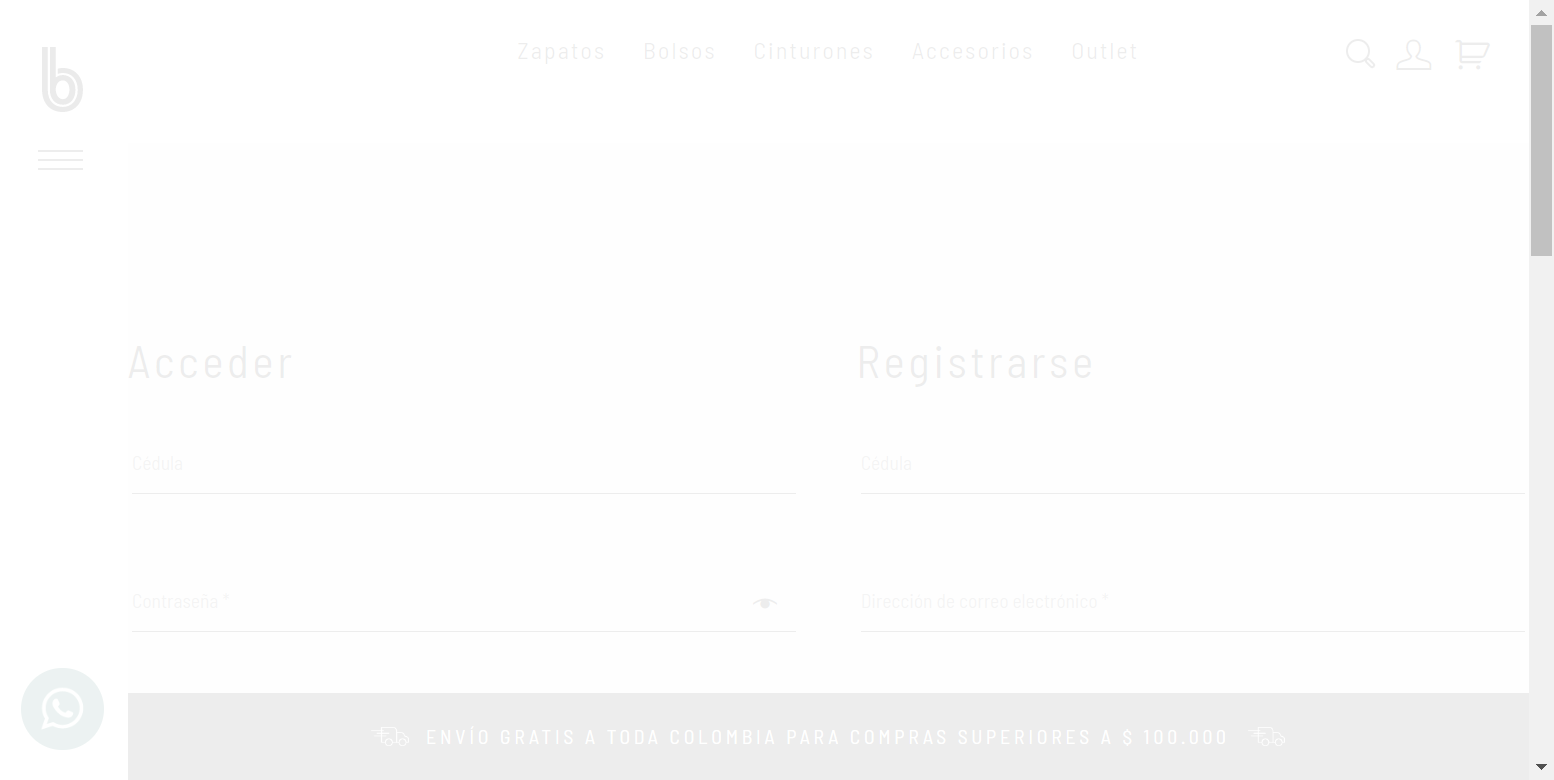 b
Zapatos Bolsos Cinturones Accesorios Outlet
Acceder
Registrarse
Cédula
Cédula
Contraseña *
Dirección de correo electrónico *
ENVÍO GRATIS A TODA COLOMBIA PARA COMPRAS SUPERIORES A $ 100.000